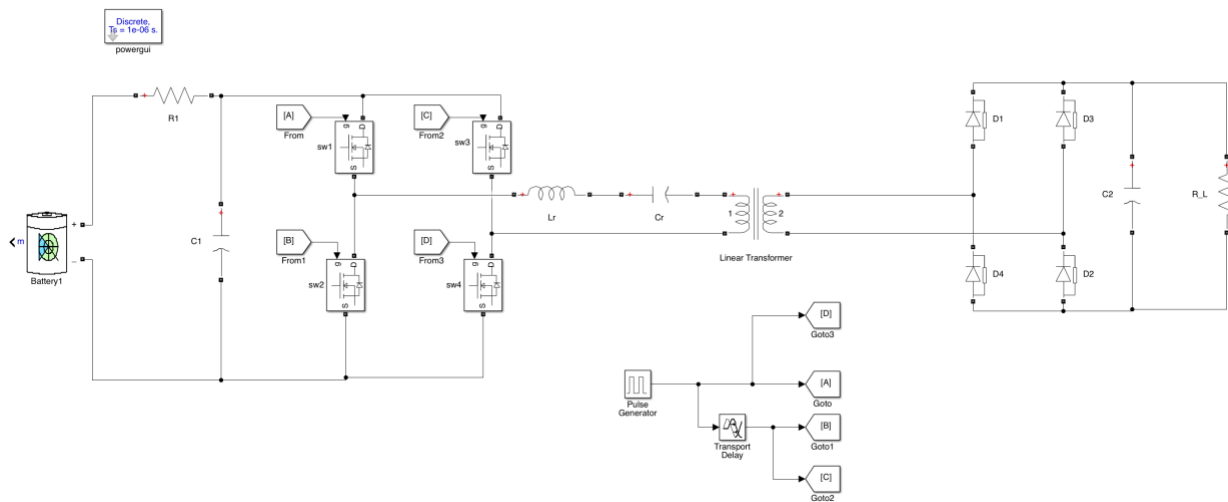 Discrete,
Ts = 1e-06 s.
powergui
R1
[A]
From
g
D
S
sw1
[C]
From2
g
D
S
sw3
D1
D3
C2
R_L
Lr
Cr
1
2
Linear Transformer
+
m
–
Battery1
C1
[B]
From1
g
D
S
sw2
[D]
From3
g
D
S
sw4
D4
D2
[D]
Goto3
Pulse
Generator
[A]
Goto
Transport
Delay
[B]
Goto1
[C]
Goto2